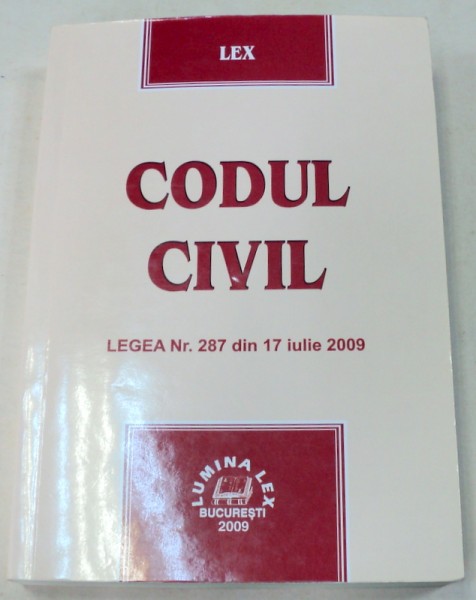 LEX
CODUL
CIVIL
LEGEA Nr. 287 din 17 iulie 2009
LUMINA LEX
BUCUREȘTI
2009